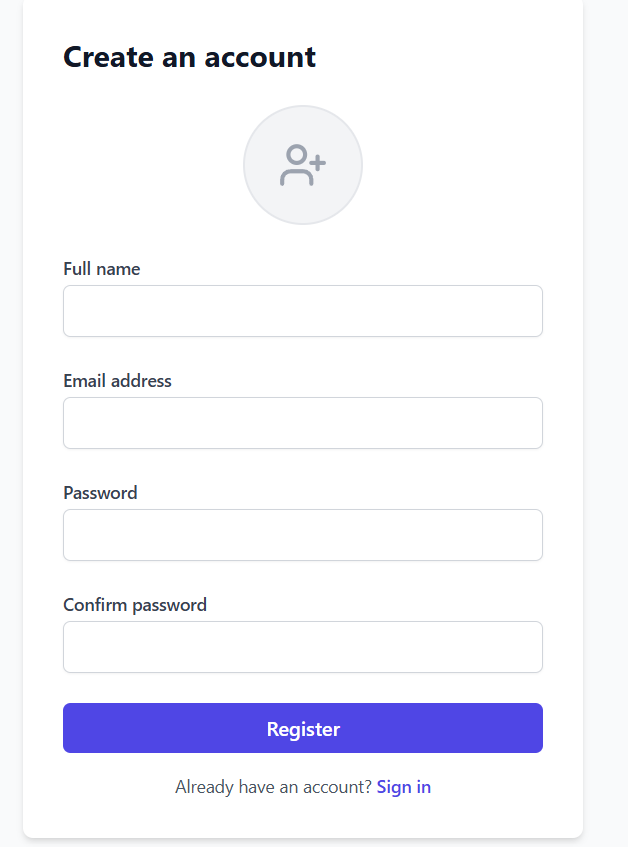 Create an account
Full name
Email address
Password
Confirm password
Register
Already have an account? Sign in